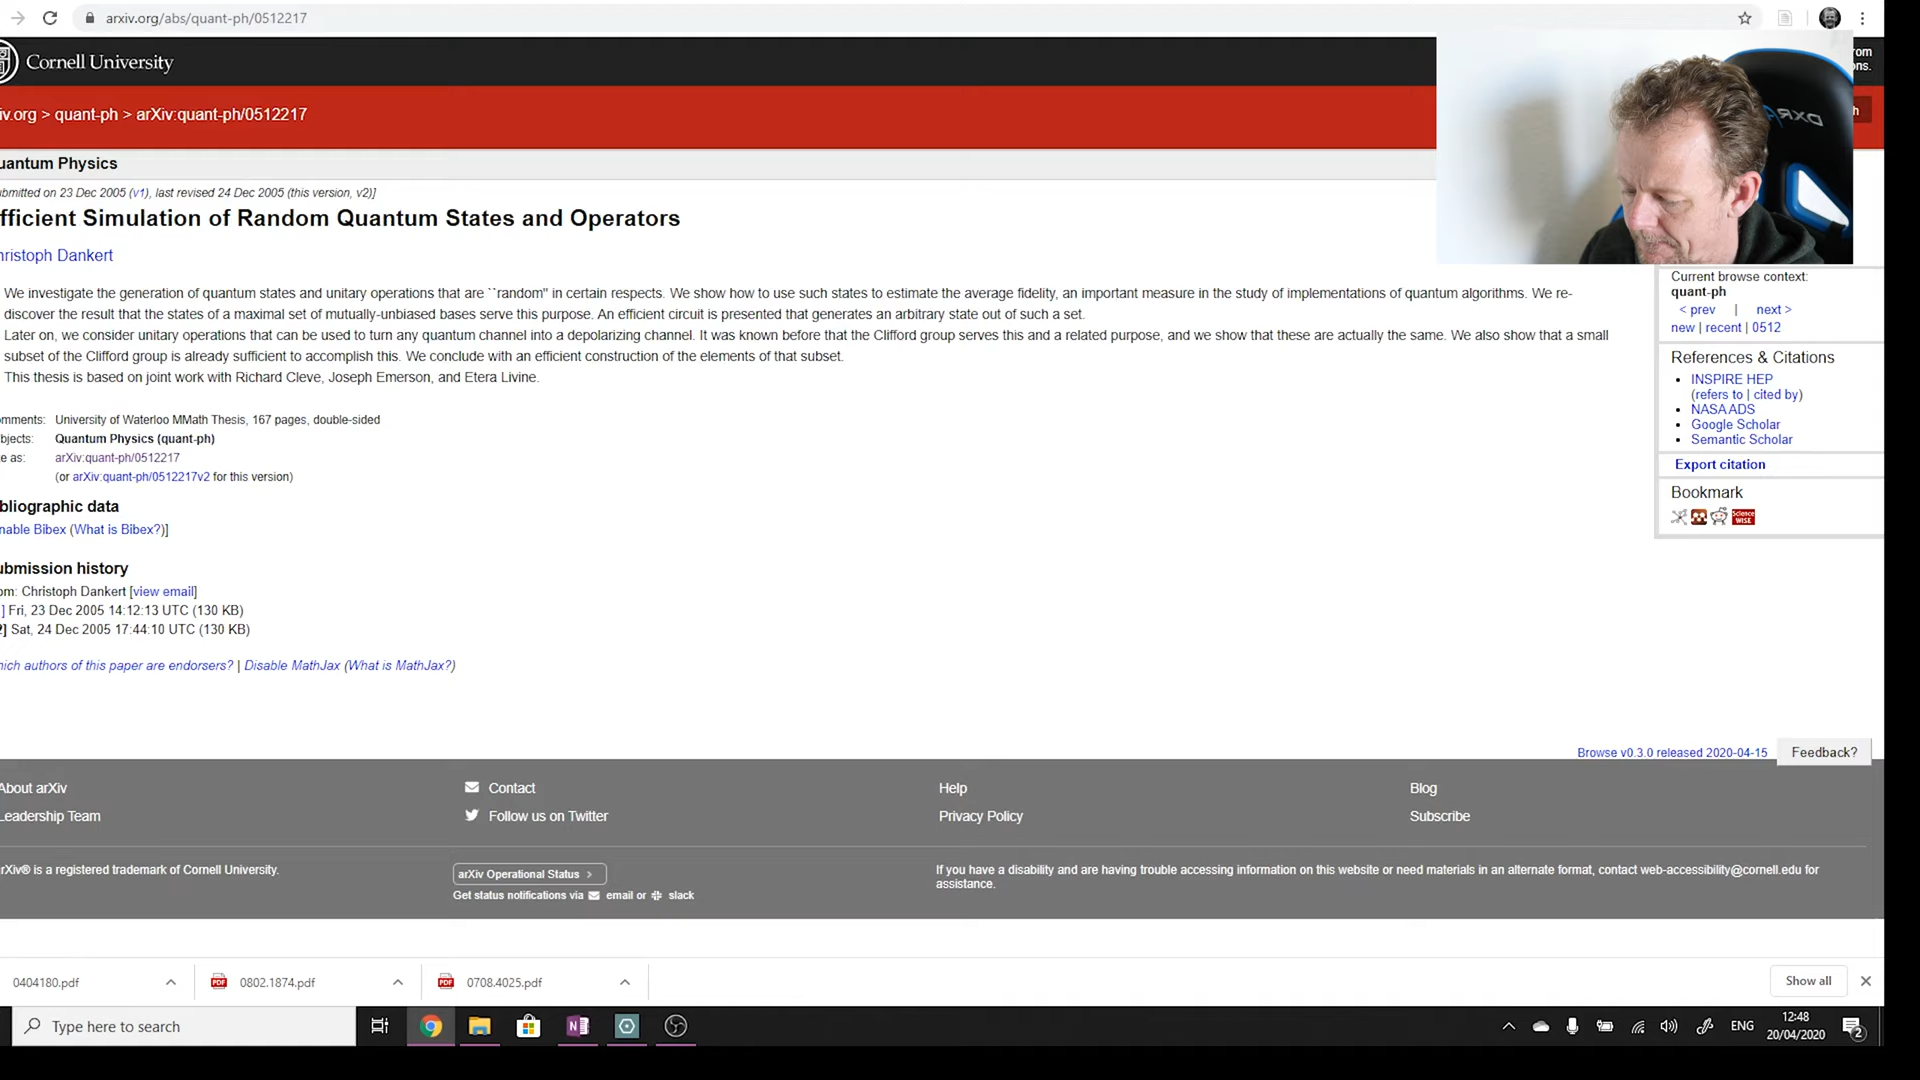 arxiv.org/abs/quant-ph/0512217
Cornell University
iv.org > quant-ph > arXiv:quant-ph/0512217
uantum Physics
ubmitted on 23 Dec 2005 (v1), last revised 24 Dec 2005 (this version, v2)]
fficient Simulation of Random Quantum States and Operators
hristoph Dankert
We investigate the generation of quantum states and unitary operations that are ``random'' in certain respects. We show how to use such states to estimate the average fidelity, an important measure in the study of implementations of quantum algorithms. We re-
discover the result that the states of a maximal set of mutually-unbiased bases serve this purpose. An efficient circuit is presented that generates an arbitrary state out of such a set.
Later on, we consider unitary operations that can be used to turn any quantum channel into a depolarizing channel. It was known before that the Clifford group serves this and a related purpose, and we show that these are actually the same. We also show that a small
subset of the Clifford group is already sufficient to accomplish this. We conclude with an efficient construction of the elements of that subset.
This thesis is based on joint work with Richard Cleve, Joseph Emerson, and Etera Livine.
omments: University of Waterloo MMath Thesis, 167 pages, double-sided
bjects: Quantum Physics (quant-ph)
e as: arXiv:quant-ph/0512217
(or arXiv:quant-ph/0512217v2 for this version)
bliographic data
nable Bibex (What is Bibex?)]
ubmission history
om: Christoph Dankert [view email]
] Fri, 23 Dec 2005 14:12:13 UTC (130 KB)
2] Sat, 24 Dec 2005 17:44:10 UTC (130 KB)
hich authors of this paper are endorsers? | Disable MathJax (What is MathJax?)
om
ons.
h
DXRA
Current browse context:
quant-ph
< prev | next >
new | recent | 0512
References & Citations
INSPIRE HEP
(refers to | cited by)
NASA ADS
Google Scholar
Semantic Scholar
Export citation
Bookmark
Science
WISE
Browse v0.3.0 released 2020-04-15 Feedback?
About arXiv
Leadership Team
Contact
Follow us on Twitter
Help
Privacy Policy
Blog
Subscribe
rXiv® is a registered trademark of Cornell University.
arXiv Operational Status >
Get status notifications via email or slack
If you have a disability and are having trouble accessing information on this website or need materials in an alternate format, contact web-accessibility@cornell.edu for
assistance.
0404180.pdf
PDF 0802.1874.pdf
PDF 0708.4025.pdf
Show all
Type here to search
N
ENG
12:48
20/04/2020
2